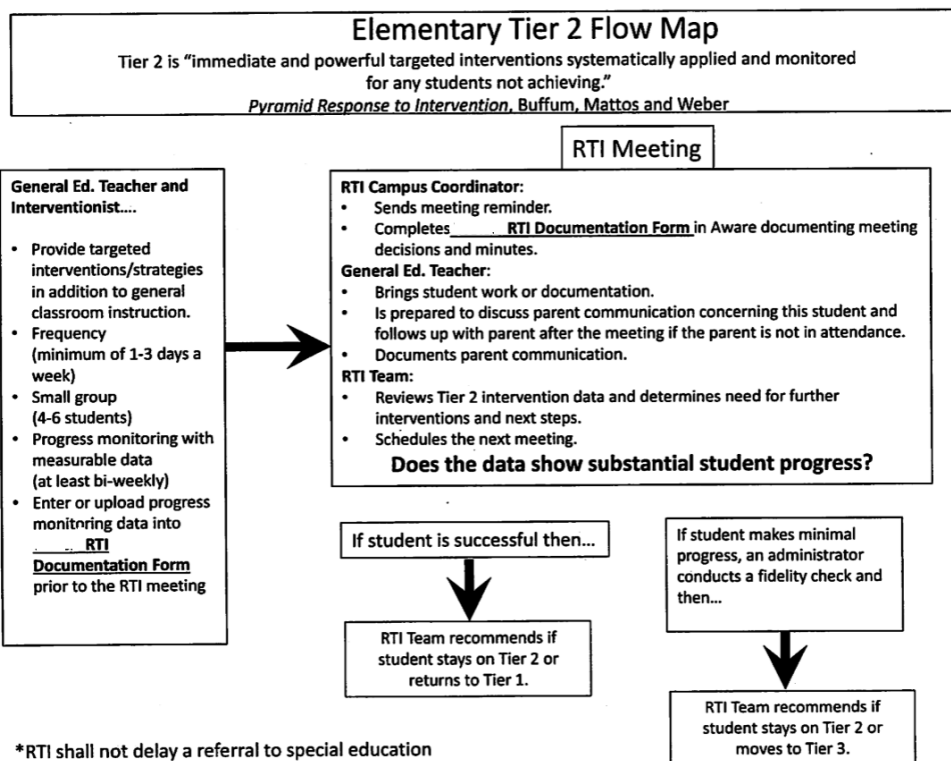 Elementary Tier 2 Flow Map
Tier 2 is “immediate and powerful targeted interventions systematically applied and monitored
for any students not achieving.”
Pyramid Response to Intervention, Buffum, Mattos and Weber
RTI Meeting
General Ed. Teacher and
Interventionist....
• Provide targeted
interventions/strategies
in addition to general
classroom instruction.
• Frequency
(minimum of 1-3 days a
week)
• Small group
(4-6 students)
• Progress monitoring with
measurable data
(at least bi-weekly)
• Enter or upload progress
monitoring data into
RTI
Documentation Form
prior to the RTI meeting
RTI Campus Coordinator:
• Sends meeting reminder.
• Completes RTI Documentation Form in Aware documenting meeting
decisions and minutes.
General Ed. Teacher:
• Brings student work or documentation.
• Is prepared to discuss parent communication concerning this student and
follows up with parent after the meeting if the parent is not in attendance.
• Documents parent communication.
RTI Team:
• Reviews Tier 2 intervention data and determines need for further
interventions and next steps.
• Schedules the next meeting.
Does the data show substantial student progress?
If student is successful then...
RTI Team recommends if
student stays on Tier 2 or
returns to Tier 1.
If student makes minimal
progress, an administrator
conducts a fidelity check and
then...
RTI Team recommends if
student stays on Tier 2 or
moves to Tier 3.
*RTI shall not delay a referral to special education